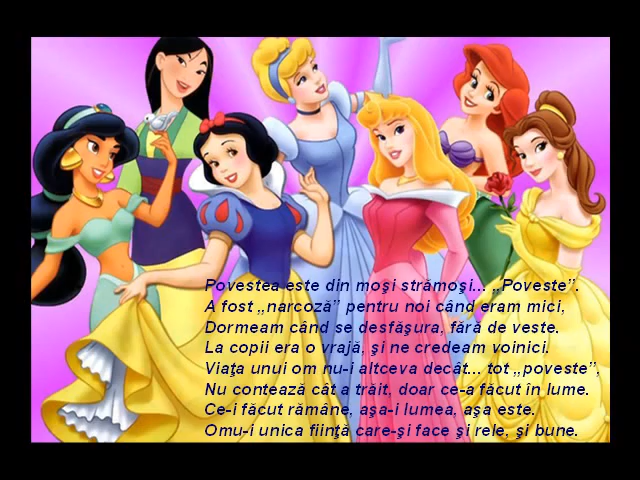 Povestea este din moşi strămoşi... ,,Poveste”.
A fost ,,narcoză” pentru noi când eram mici,
Dormeam când se desfăşura, fără de veste.
La copii era o vrajă, şi ne credeam voinici.
Viaţa unui om nu-i altceva decât... tot ,,poveste”,
Nu contează cât a trăit, doar ce-a făcut în lume.
Ce-i făcut rămâne, aşa-i lumea, aşa este.
Omu-i unica fiinţă care-şi face şi rele, şi bune.